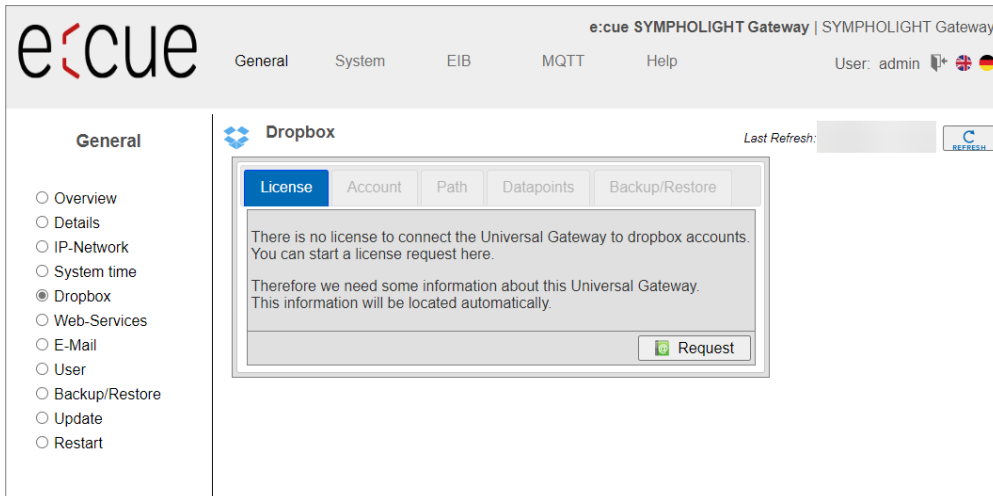 e:cue SYMPHOLIGHT Gateway | SYMPHOLIGHT Gateway
e:cue
General System EIB MQTT Help
User: admin
General
Dropbox
Last Refresh:
REFRESH
Overview
Details
IP-Network
System time
Dropbox
Web-Services
E-Mail
User
Backup/Restore
Update
Restart
License Account Path Datapoints Backup/Restore
There is no license to connect the Universal Gateway to dropbox accounts.
You can start a license request here.
Therefore we need some information about this Universal Gateway.
This information will be located automatically.
Request